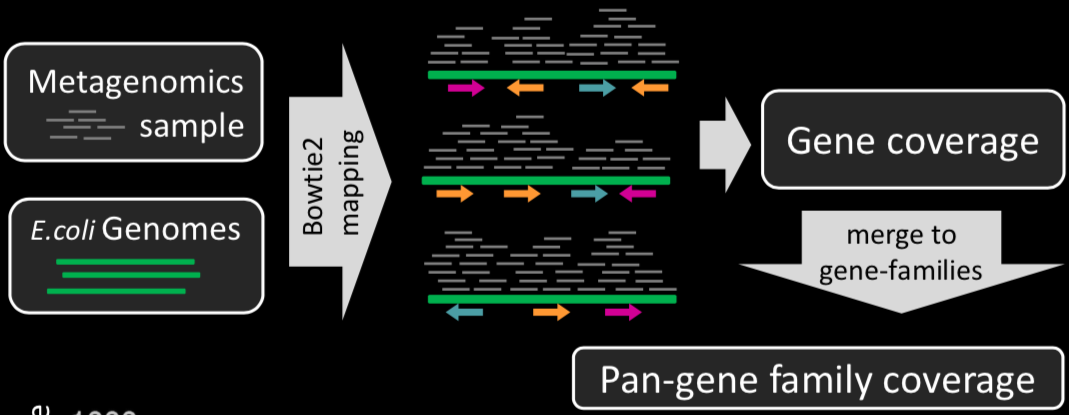 Metagenomics
sample
E.coli Genomes
Bowtie2
mapping
Gene coverage
merge to
gene-families
Pan-gene family coverage